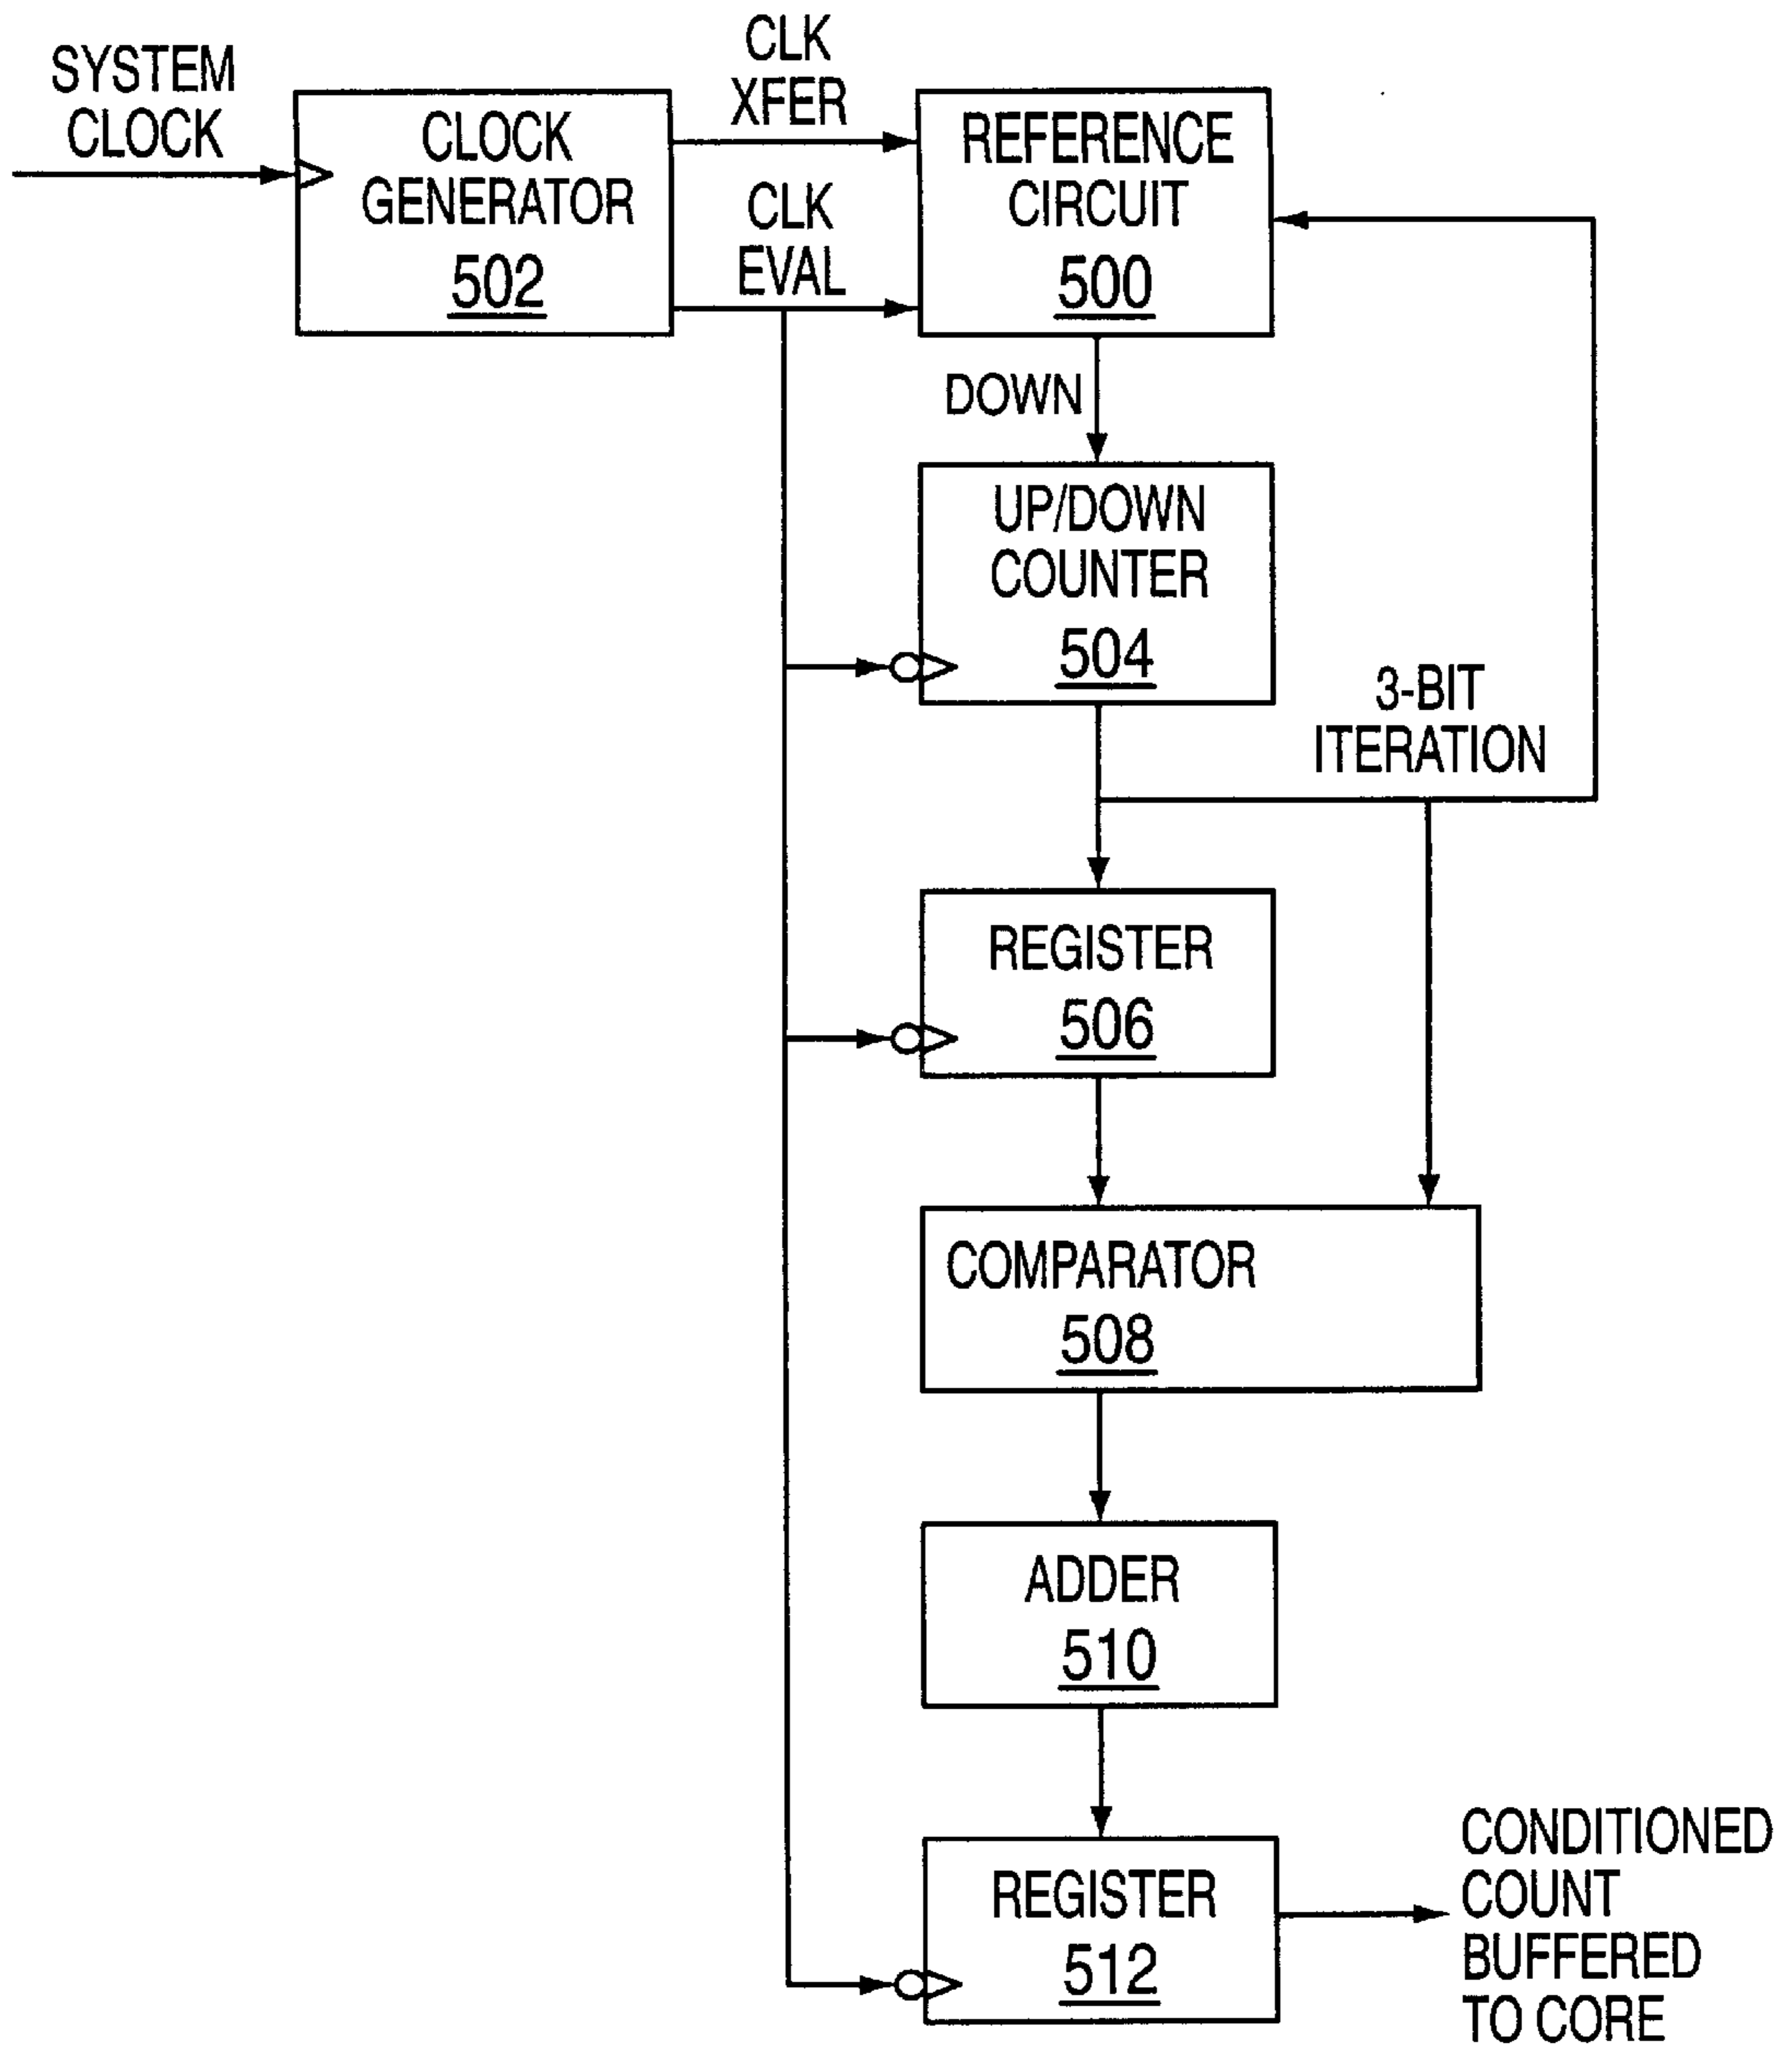 SYSTEM
CLOCK
CLOCK
GENERATOR
502
CLK
XFER
CLK
EVAL
REFERENCE
CIRCUIT
500
DOWN
UP/DOWN
COUNTER
504
3-BIT
ITERATION
REGISTER
506
COMPARATOR
508
ADDER
510
REGISTER
512
CONDITIONED
COUNT
BUFFERED
TO CORE